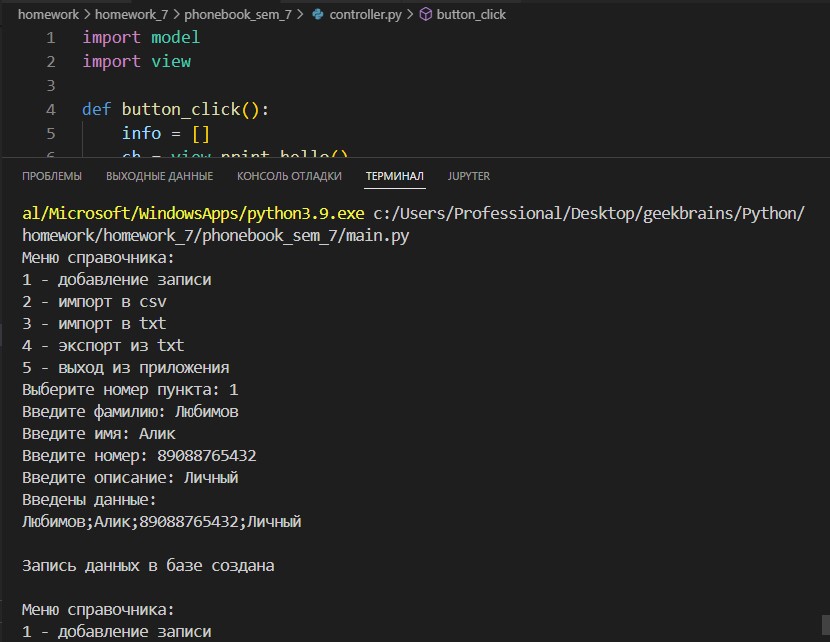 homework > homework_7 > phonebook_sem_7 > controller.py > button_click
1 import model
2 import view
3
4 def button_click():
5 info = []
6 ch = view.print_hello()
ПРОБЛЕМЫ ВЫХОДНЫЕ ДАННЫЕ КОНСОЛЬ ОТЛАДКИ ТЕРМИНАЛ JUPYTER
al/Microsoft/WindowsApps/python3.9.exe c:/Users/Professional/Desktop/geekbrains/Python/
homework/homework_7/phonebook_sem_7/main.py
Меню справочника:
1 - добавление записи
2 - импорт в csv
3 - импорт в txt
4 - экспорт из txt
5 - выход из приложения
Выберите номер пункта: 1
Введите фамилию: Любимов
Введите имя: Алик
Введите номер: 89088765432
Введите описание: Личный
Введены данные:
Любимов;Алик;89088765432;Личный
Запись данных в базе создана
Меню справочника:
1 - добавление записи